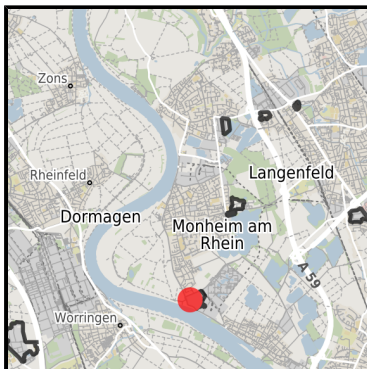 Zons
Rheinfeld
Langenfeld
Dormagen
Monheim am
Rhein
A 59
Worringen